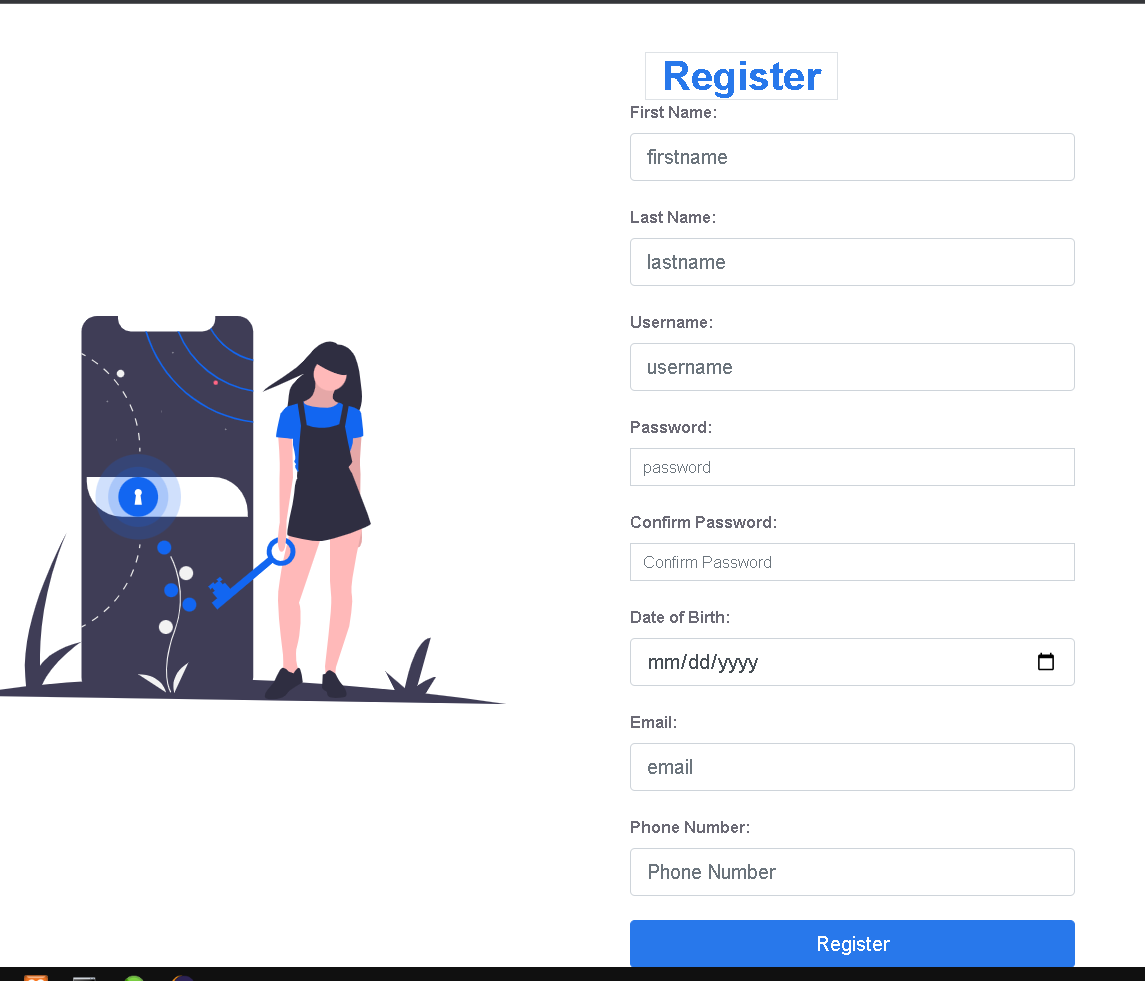 Register
First Name:
firstname
Last Name:
lastname
Username:
username
Password:
password
Confirm Password:
Confirm Password
Date of Birth:
mm/dd/yyyy
Email:
email
Phone Number:
Phone Number
Register